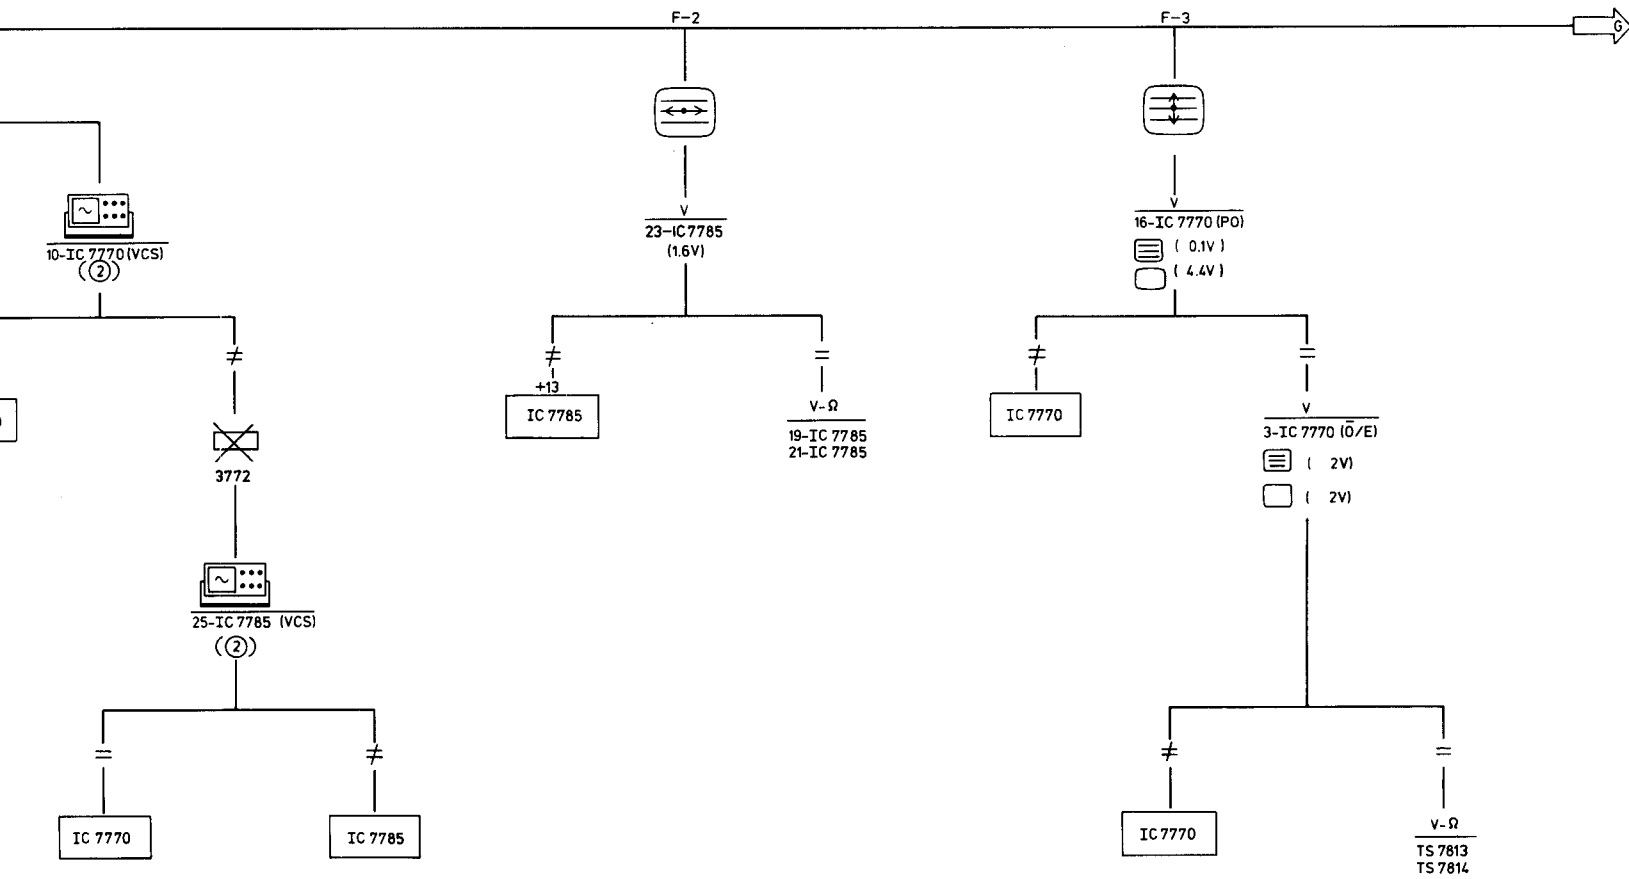 F-2
F-3
G
10-IC 7770 (VCS)
(②)
≠
3772
25-IC 7785 (VCS)
(②)
=
≠
IC 7770
IC 7785
V
23-IC 7785
(1.6V)
≠
=
+13
IC 7785
V-Ω
19-IC 7785
21-IC 7785
V
16-IC 7770 (PO)
( 0.1V )
( 4.4V )
≠
=
IC 7770
V
3-IC 7770 (Ō/E)
( 2V)
( 2V)
≠
=
IC 7770
V-Ω
TS 7813
TS 7814